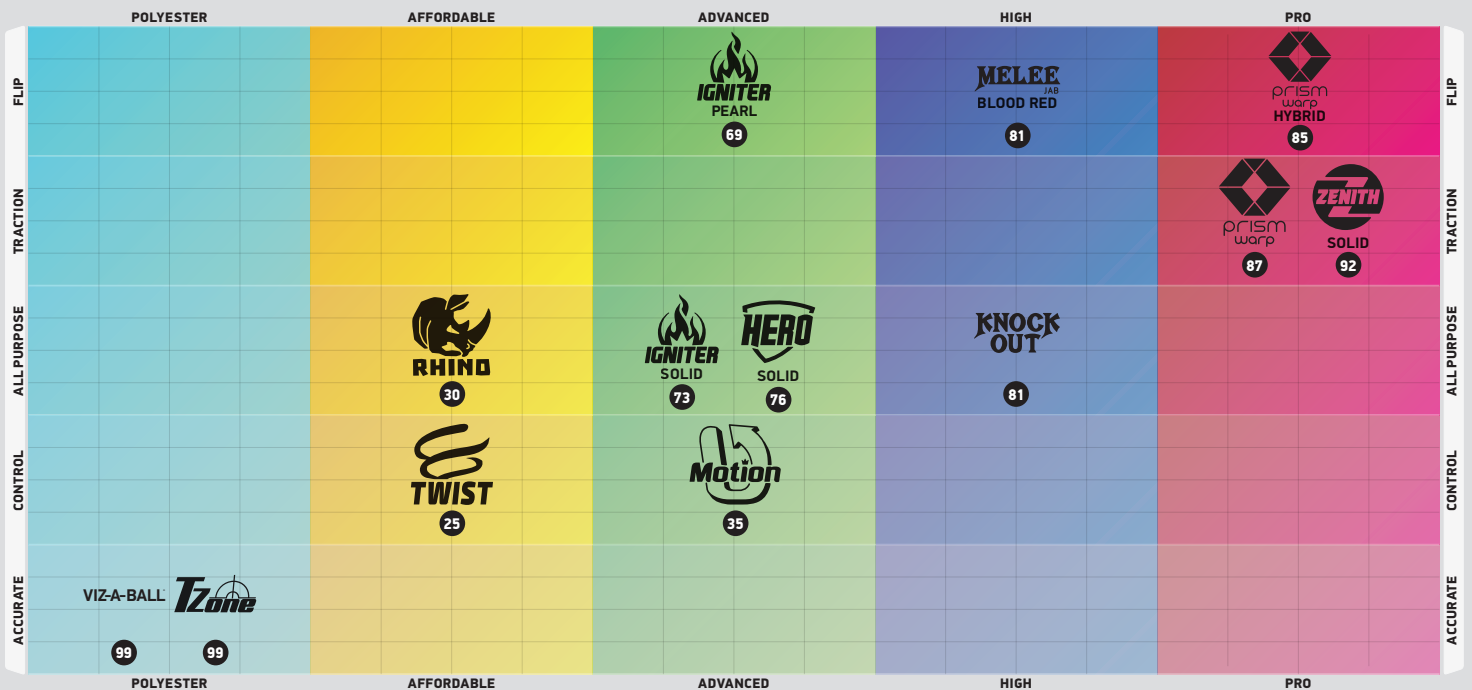 POLYESTER
AFFORDABLE
ADVANCED
HIGH
PRO
FLIP
IGNITER
PEARL
69
MELEE
JAB
BLOOD RED
81
prism
warp
HYBRID
85
FLIP
TRACTION
prism
warp
87
ZENITH
SOLID
92
TRACTION
ALL PURPOSE
RHINO
30
IGNITER
SOLID
73
HERO
SOLID
76
KNOCK
OUT
81
ALL PURPOSE
CONTROL
TWIST
25
U
Motion
35
CONTROL
ACCURATE
VIZ-A-BALL
99
TZone
99
ACCURATE
POLYESTER
AFFORDABLE
ADVANCED
HIGH
PRO